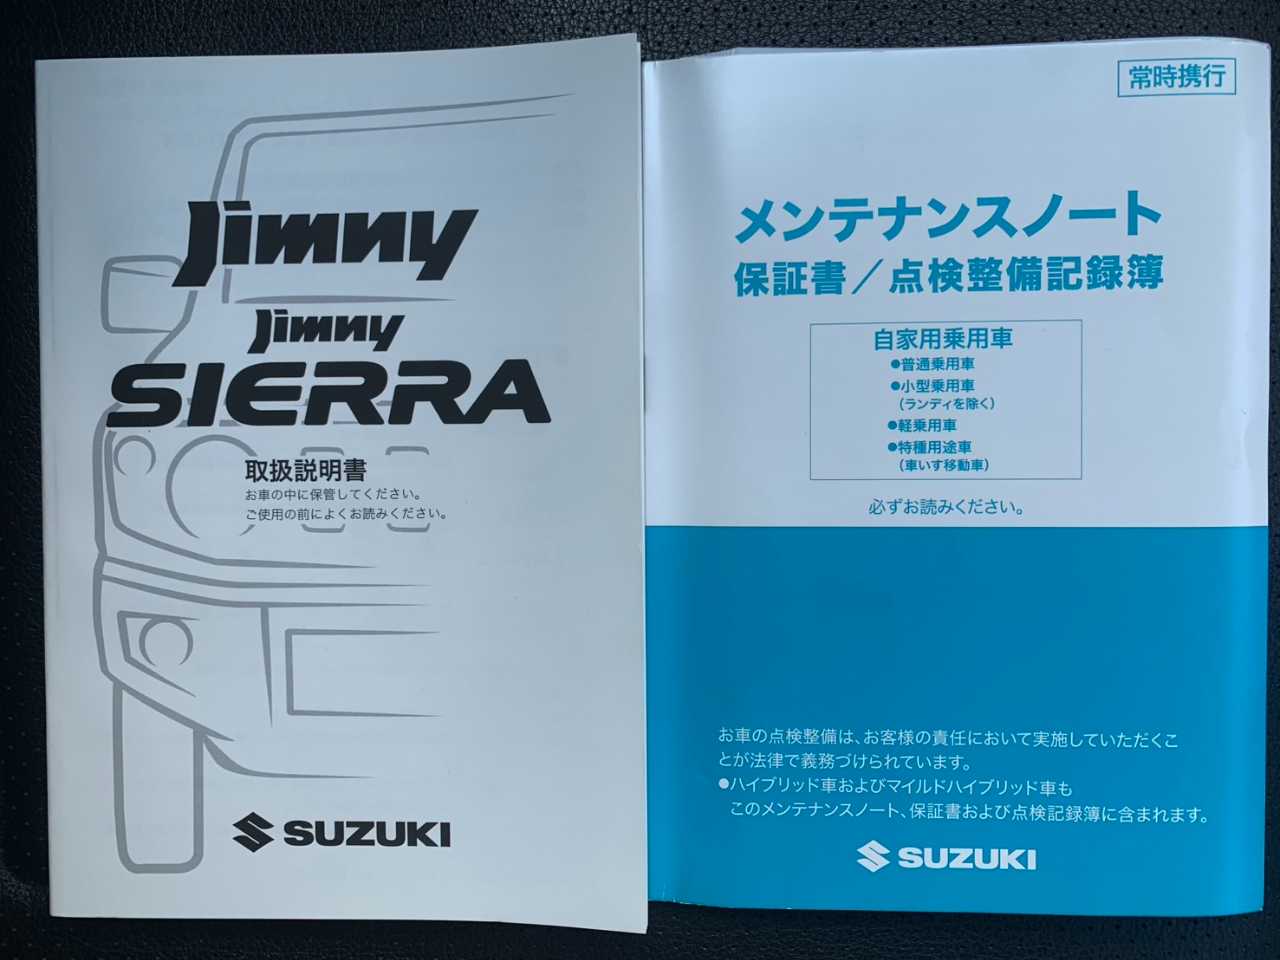 Jimny
Jimny
SIERRA
取扱説明書
お車の中に保管してください。
ご使用の前によくお読みください。
SUZUKI
常時携行
メンテナンスノート
保証書／点検整備記録簿
自家用乗用車
●普通乗用車
●小型乗用車
（ランディを除く）
●軽乗用車
●特種用途車
（車いす移動車）
必ずお読みください。
お車の点検整備は、お客様の責任において実施していただくこ
とが法律で義務づけられています。
●ハイブリッド車およびマイルドハイブリッド車も
このメンテナンスノート、保証書および点検記録簿に含まれます。
SUZUKI